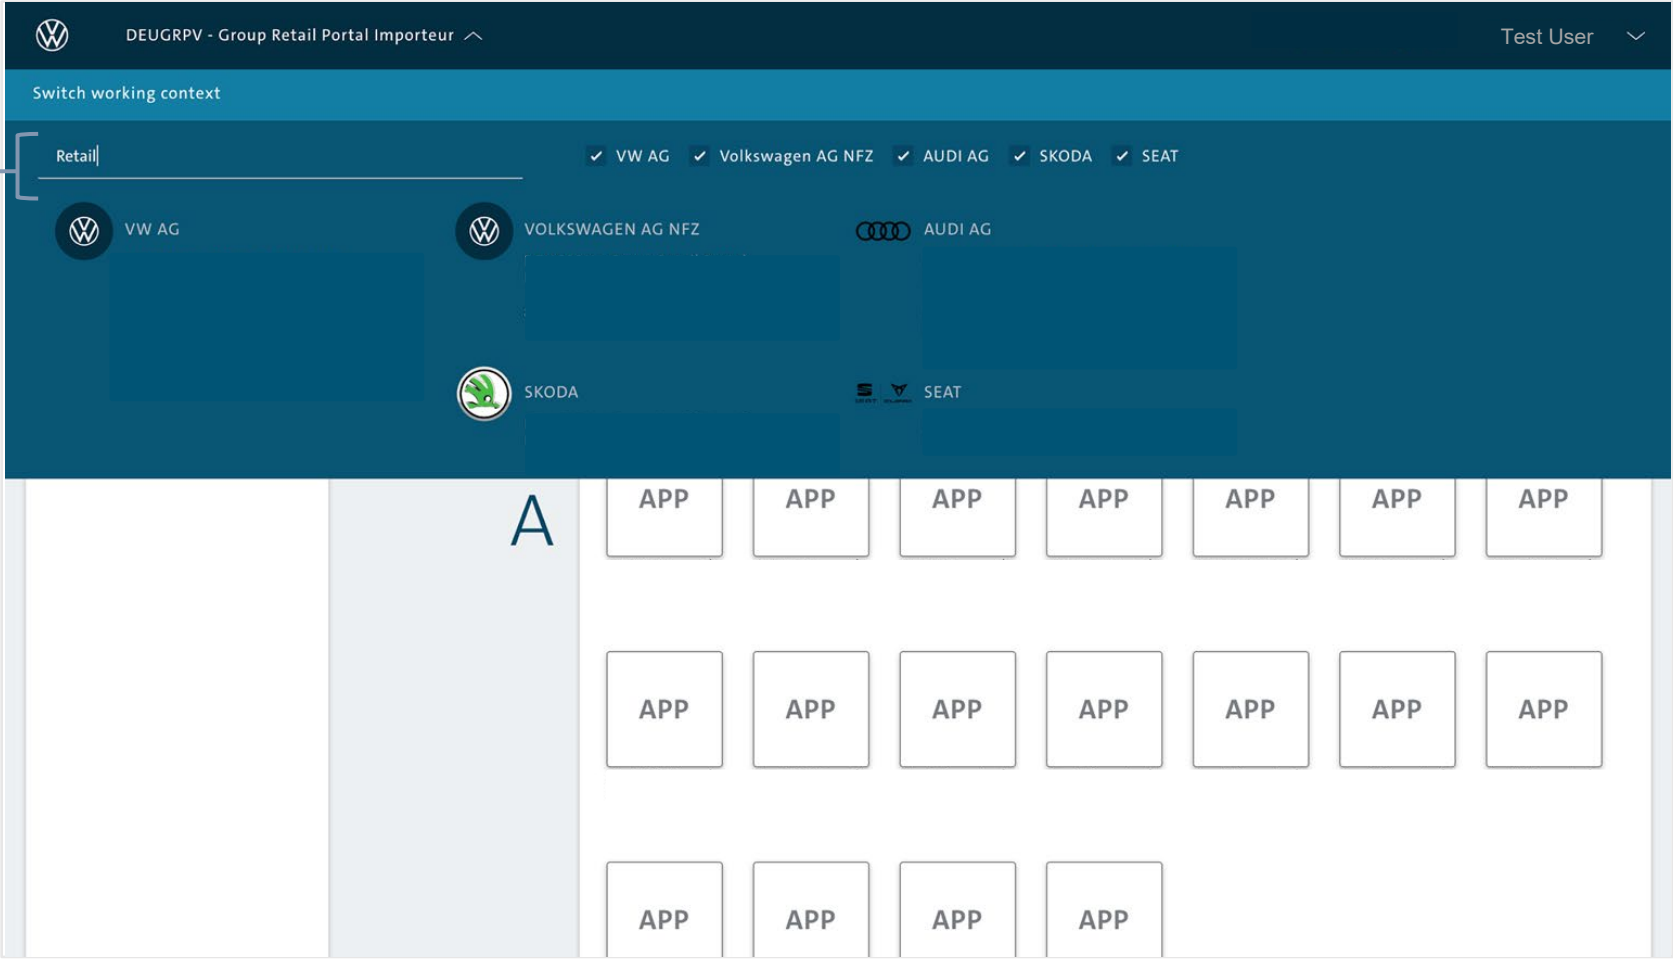 DEUGRPV - Group Retail Portal Importeur
Test User
Switch working context
Retail
VW AG
Volkswagen AG NFZ
AUDI AG
SKODA
SEAT
VW AG
VOLKSWAGEN AG NFZ
AUDI AG
SKODA
SEAT
A
APP APP APP APP APP APP APP
APP APP APP APP APP APP APP
APP APP APP APP